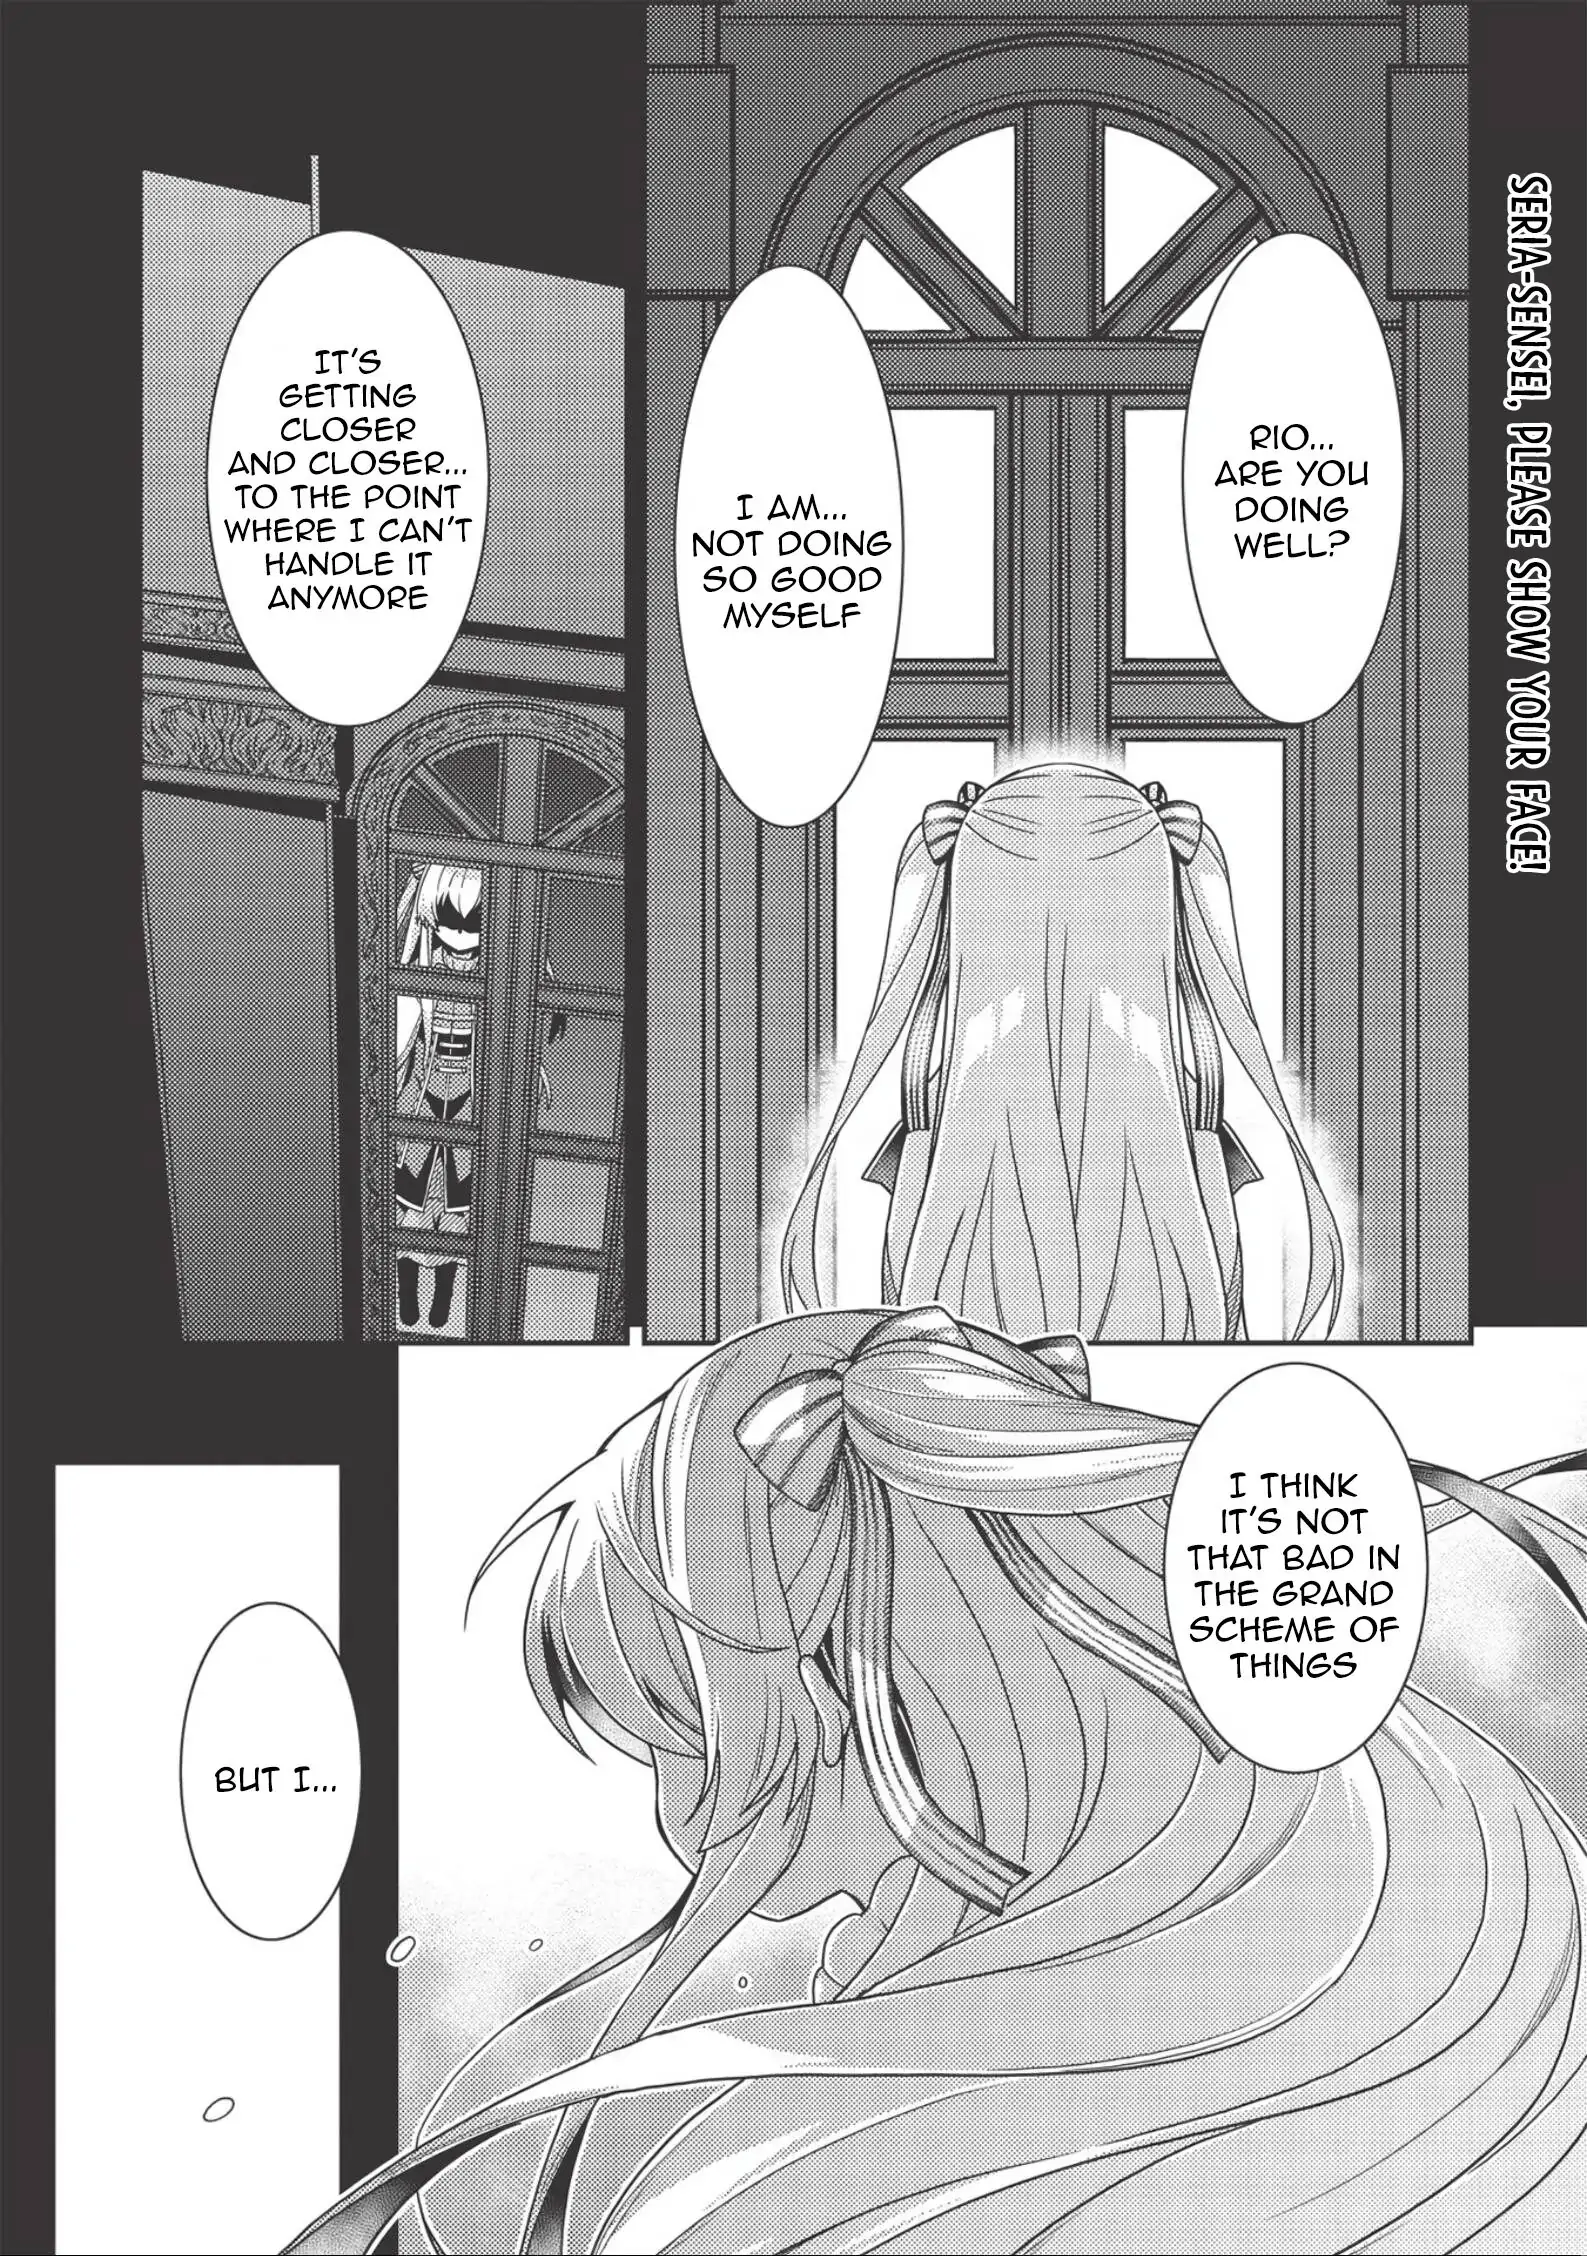 SERIA-SENSEI, PLEASE SHOW YOUR FACE!
RIO...
ARE YOU
DOING
WELL?
I AM...
NOT DOING
SO GOOD
MYSELF
IT'S
GETTING
CLOSER
AND CLOSER...
TO THE POINT
WHERE I CAN'T
HANDLE IT
ANYMORE
I THINK
IT'S NOT
THAT BAD IN
THE GRAND
SCHEME OF
THINGS
BUT I...